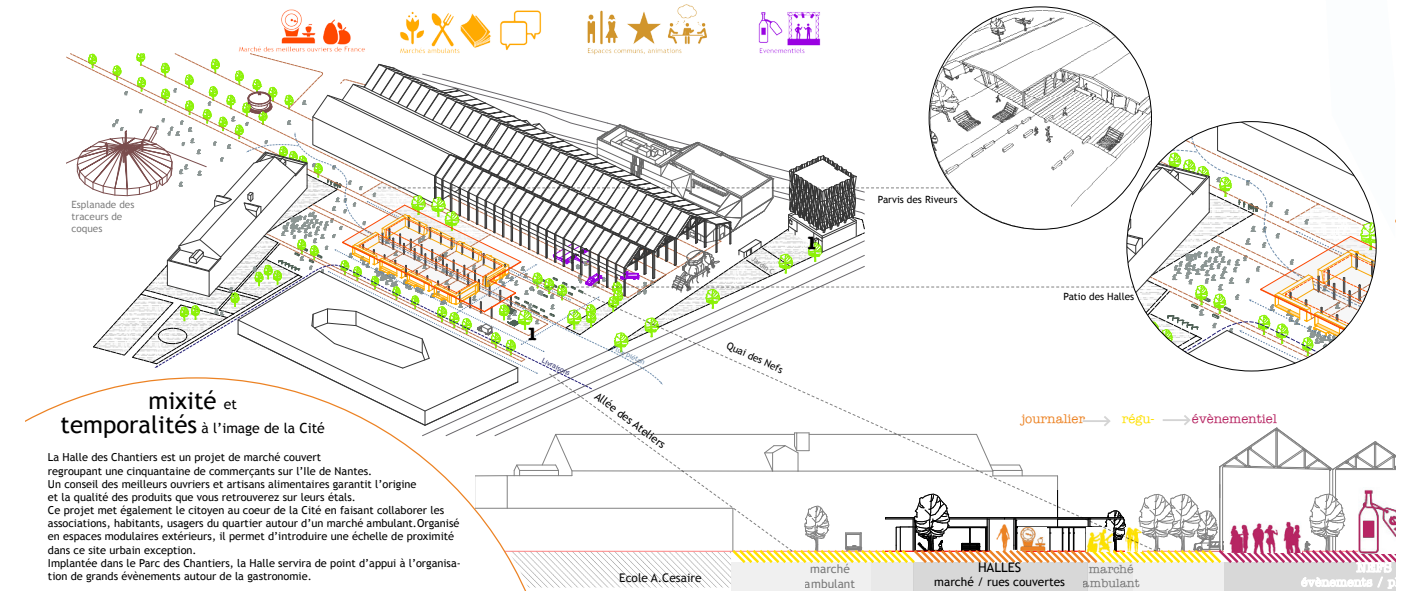 Marché des meilleurs ouvriers de France
Marchés ambulants
Espaces communs, animations
Evenementiels
Esplanade des
traceurs de
coques
Parvis des Riveurs
Patio des Halles
1
1
Livraisons
Quai des Nefs
Allée des Ateliers
mixité et
temporalités à l'image de la Cité
La Halle des Chantiers est un projet de marché couvert
regroupant une cinquantaine de commerçants sur l'Ile de Nantes.
Un conseil des meilleurs ouvriers et artisans alimentaires garantit l'origine
et la qualité des produits que vous retrouverez sur leurs étals.
Ce projet met également le citoyen au coeur de la Cité en faisant collaborer les
associations, habitants, usagers du quartier autour d'un marché ambulant.Organisé
en espaces modulaires extérieurs, il permet d'introduire une échelle de proximité
dans ce site urbain exception.
Implantée dans le Parc des Chantiers, la Halle servira de point d'appui à l'organisa-
tion de grands évènements autour de la gastronomie.
journalier régu- évènementiel
Ecole A.Cesaire
marché
ambulant
HALLES
marché / rues couvertes
marché
ambulant
NEFS
évènements / p